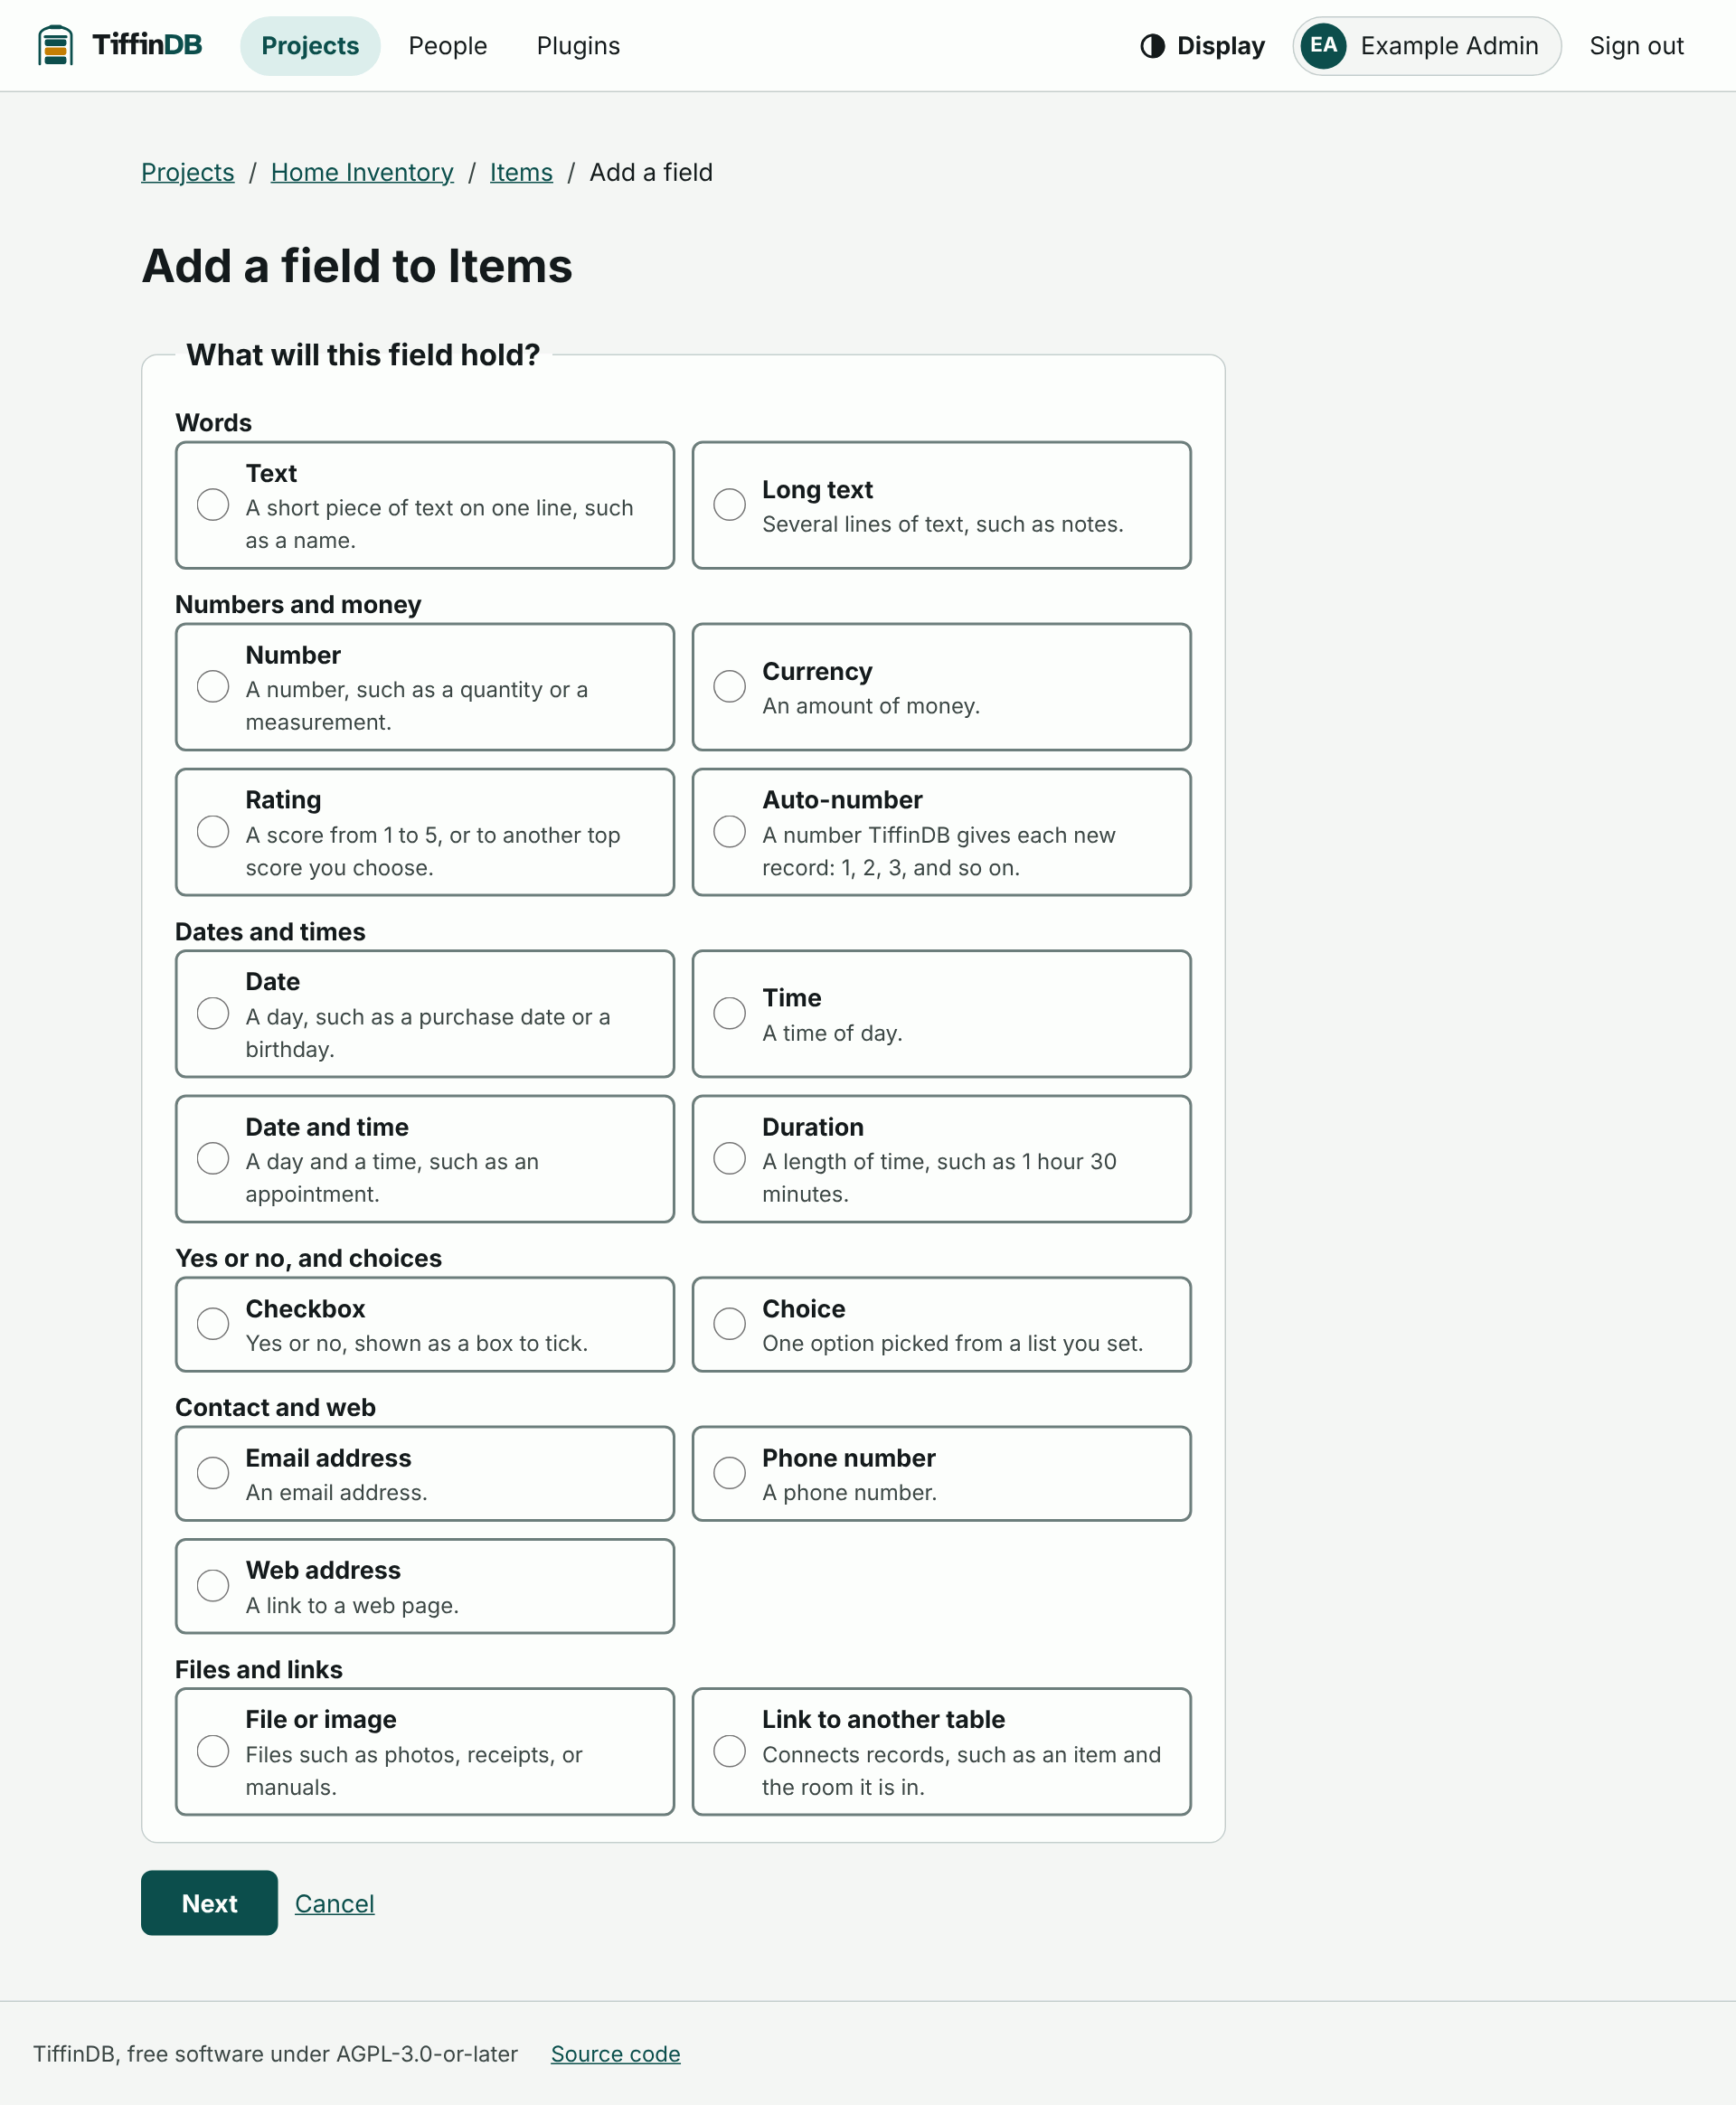 TiffinDB Projects People Plugins Display EA Example Admin Sign out
Projects / Home Inventory / Items / Add a field
Add a field to Items
What will this field hold?
Words
Text
A short piece of text on one line, such
as a name.
Long text
Several lines of text, such as notes.
Numbers and money
Number
A number, such as a quantity or a
measurement.
Currency
An amount of money.
Rating
A score from 1 to 5, or to another top
score you choose.
Auto-number
A number TiffinDB gives each new
record: 1, 2, 3, and so on.
Dates and times
Date
A day, such as a purchase date or a
birthday.
Time
A time of day.
Date and time
A day and a time, such as an
appointment.
Duration
A length of time, such as 1 hour 30
minutes.
Yes or no, and choices
Checkbox
Yes or no, shown as a box to tick.
Choice
One option picked from a list you set.
Contact and web
Email address
An email address.
Phone number
A phone number.
Web address
A link to a web page.
Files and links
File or image
Files such as photos, receipts, or
manuals.
Link to another table
Connects records, such as an item and
the room it is in.
Next Cancel
TiffinDB, free software under AGPL-3.0-or-later Source code